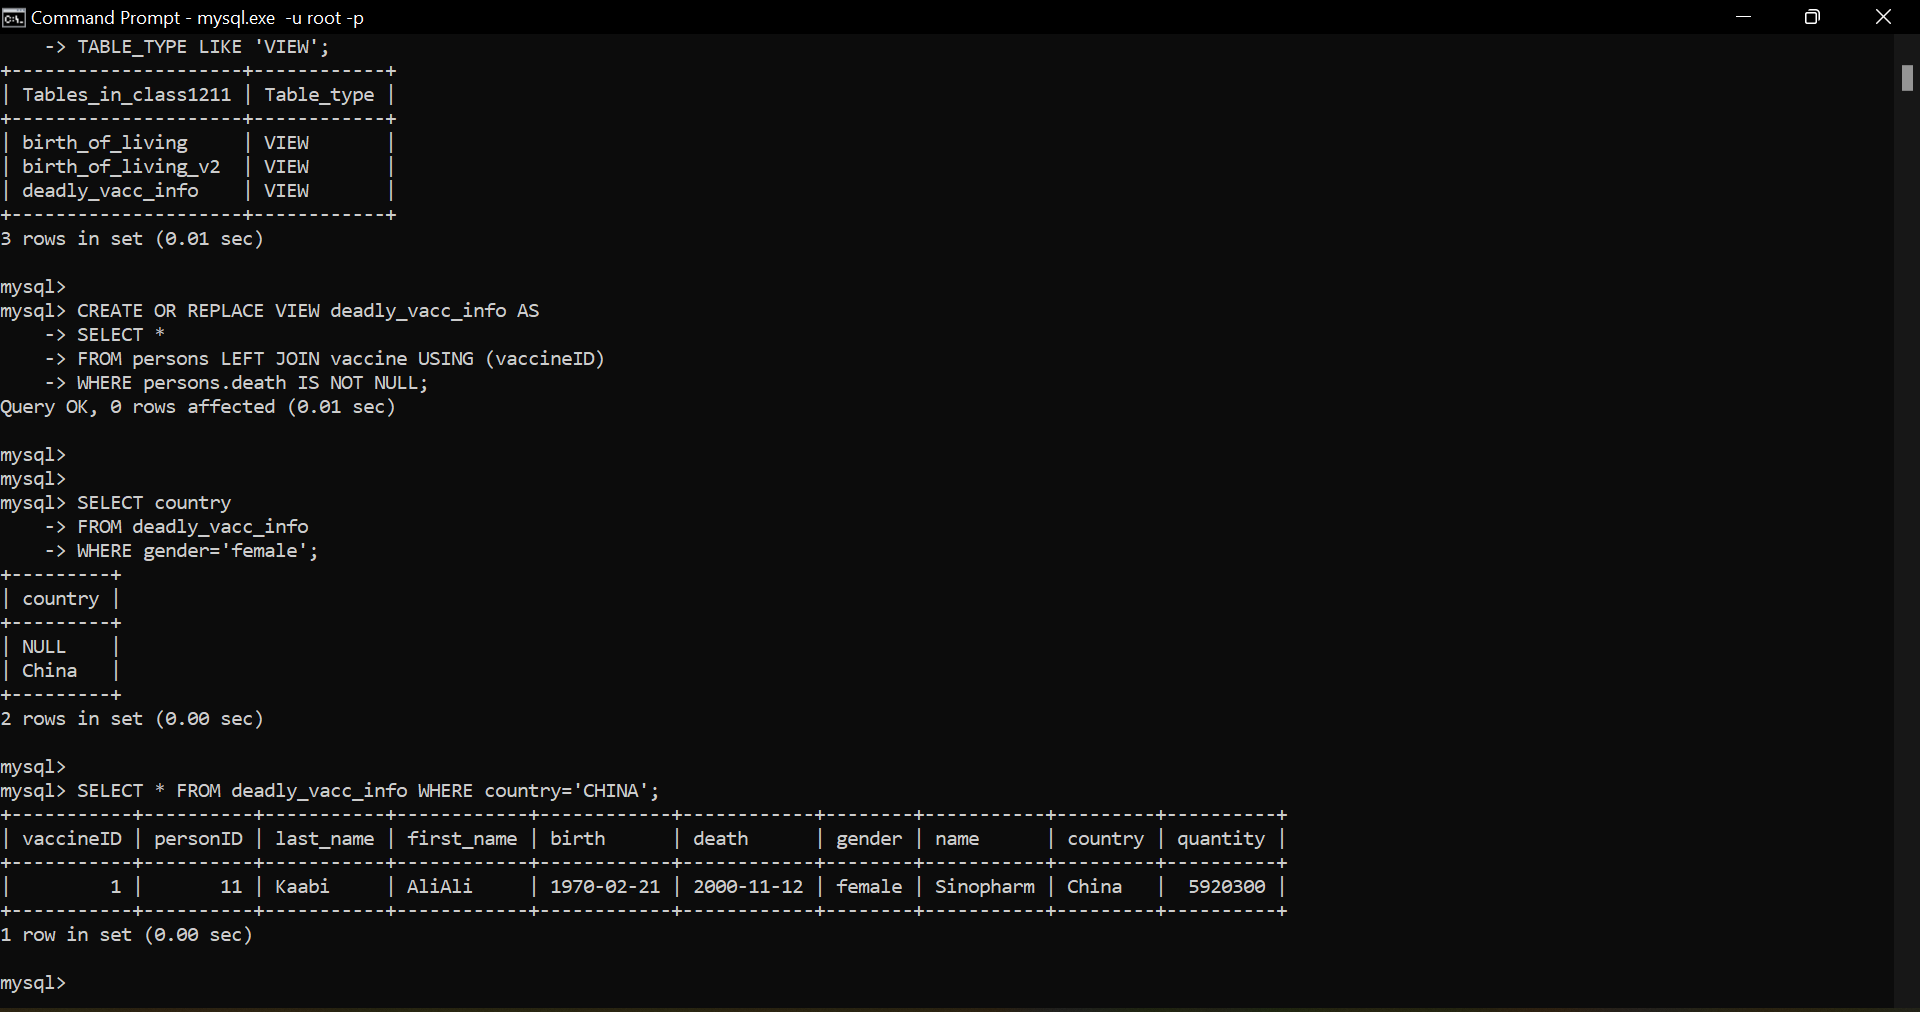 Command Prompt - mysql.exe -u root -p
    -> TABLE_TYPE LIKE 'VIEW';
+---------------------+------------+
| Tables_in_class1211 | Table_type |
+---------------------+------------+
| birth_of_living     | VIEW       |
| birth_of_living_v2  | VIEW       |
| deadly_vacc_info    | VIEW       |
+---------------------+------------+
3 rows in set (0.01 sec)

mysql>
mysql> CREATE OR REPLACE VIEW deadly_vacc_info AS
    -> SELECT *
    -> FROM persons LEFT JOIN vaccine USING (vaccineID)
    -> WHERE persons.death IS NOT NULL;
Query OK, 0 rows affected (0.01 sec)

mysql>
mysql>
mysql> SELECT country
    -> FROM deadly_vacc_info
    -> WHERE gender='female';
+---------+
| country |
+---------+
| NULL    |
| China   |
+---------+
2 rows in set (0.00 sec)

mysql>
mysql> SELECT * FROM deadly_vacc_info WHERE country='CHINA';
+-----------+----------+-----------+------------+------------+------------+--------+-----------+---------+----------+
| vaccineID | personID | last_name | first_name | birth      | death      | gender | name      | country | quantity |
+-----------+----------+-----------+------------+------------+------------+--------+-----------+---------+----------+
|         1 |       11 | Kaabi     | AliAli     | 1970-02-21 | 2000-11-12 | female | Sinopharm | China   |  5920300 |
+-----------+----------+-----------+------------+------------+------------+--------+-----------+---------+----------+
1 row in set (0.00 sec)

mysql>